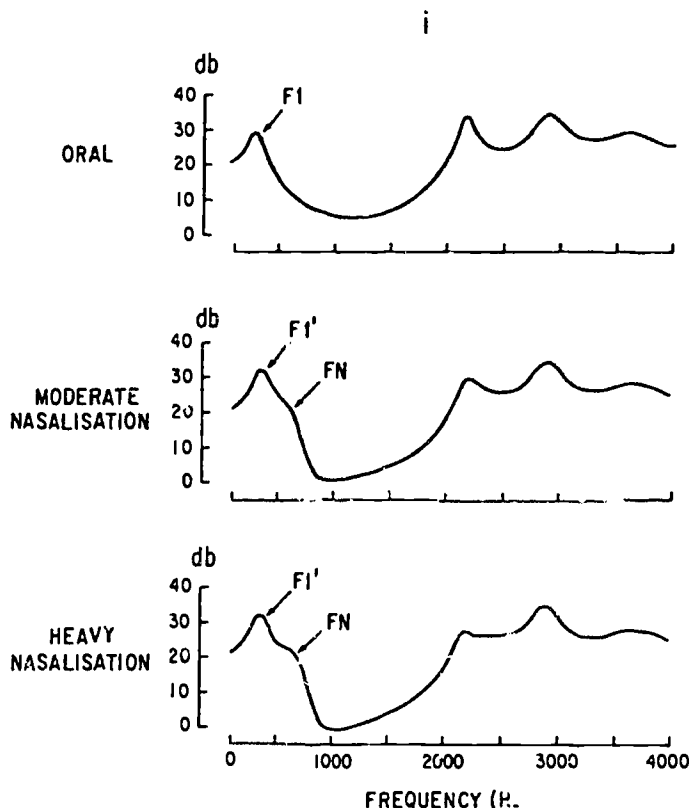 i
db
40
30
20
10
0
F1
ORAL
db
40
30
20
10
0
F1'
FN
MODERATE
NASALISATION
db
40
30
20
10
0
F1'
FN
HEAVY
NASALISATION
0 1000 2000 3000 4000
FREQUENCY